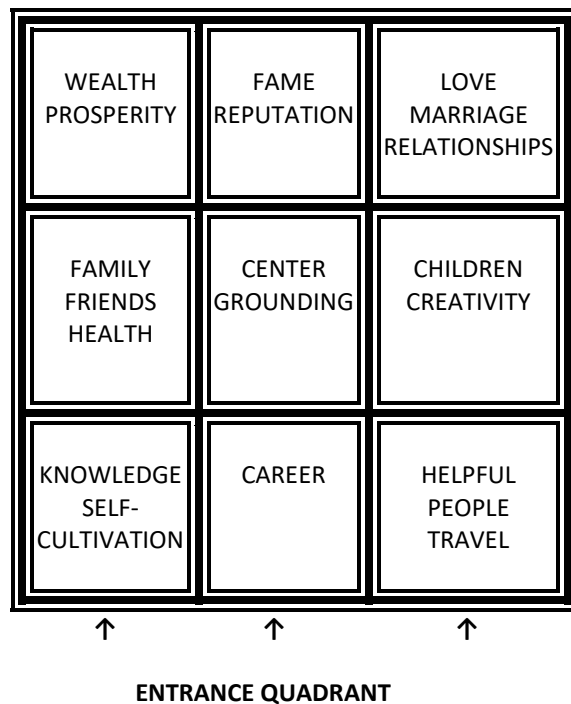 WEALTH
PROSPERITY
FAME
REPUTATION
LOVE
MARRIAGE
RELATIONSHIPS
FAMILY
FRIENDS
HEALTH
CENTER
GROUNDING
CHILDREN
CREATIVITY
KNOWLEDGE
SELF-
CULTIVATION
CAREER
HELPFUL
PEOPLE
TRAVEL
↑ ↑ ↑
ENTRANCE QUADRANT